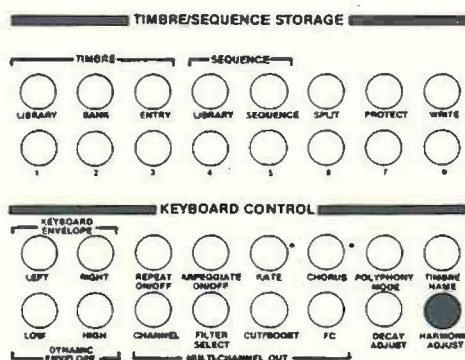 TIMBRE/SEQUENCE STORAGE
TIMBRE SEQUENCE
LIBRARY BANK ENTRY LIBRARY SEQUENCE SPLIT PROTECT WRITE
1 2 3 4 5 6 7 8
KEYBOARD CONTROL
KEYBOARD
ENVELOPE
LEFT RIGHT REPEAT ON/OFF ARPEGGIATE ON/OFF RATE CHORUS POLYPHONY MODE TIMBRE NAME
LOW HIGH CHANNEL FILTER SELECT CUT/BOOST FC DECAY ADJUST HARMONIC ADJUST
DYNAMIC ENVELOPE MULTI-CHANNEL OUT